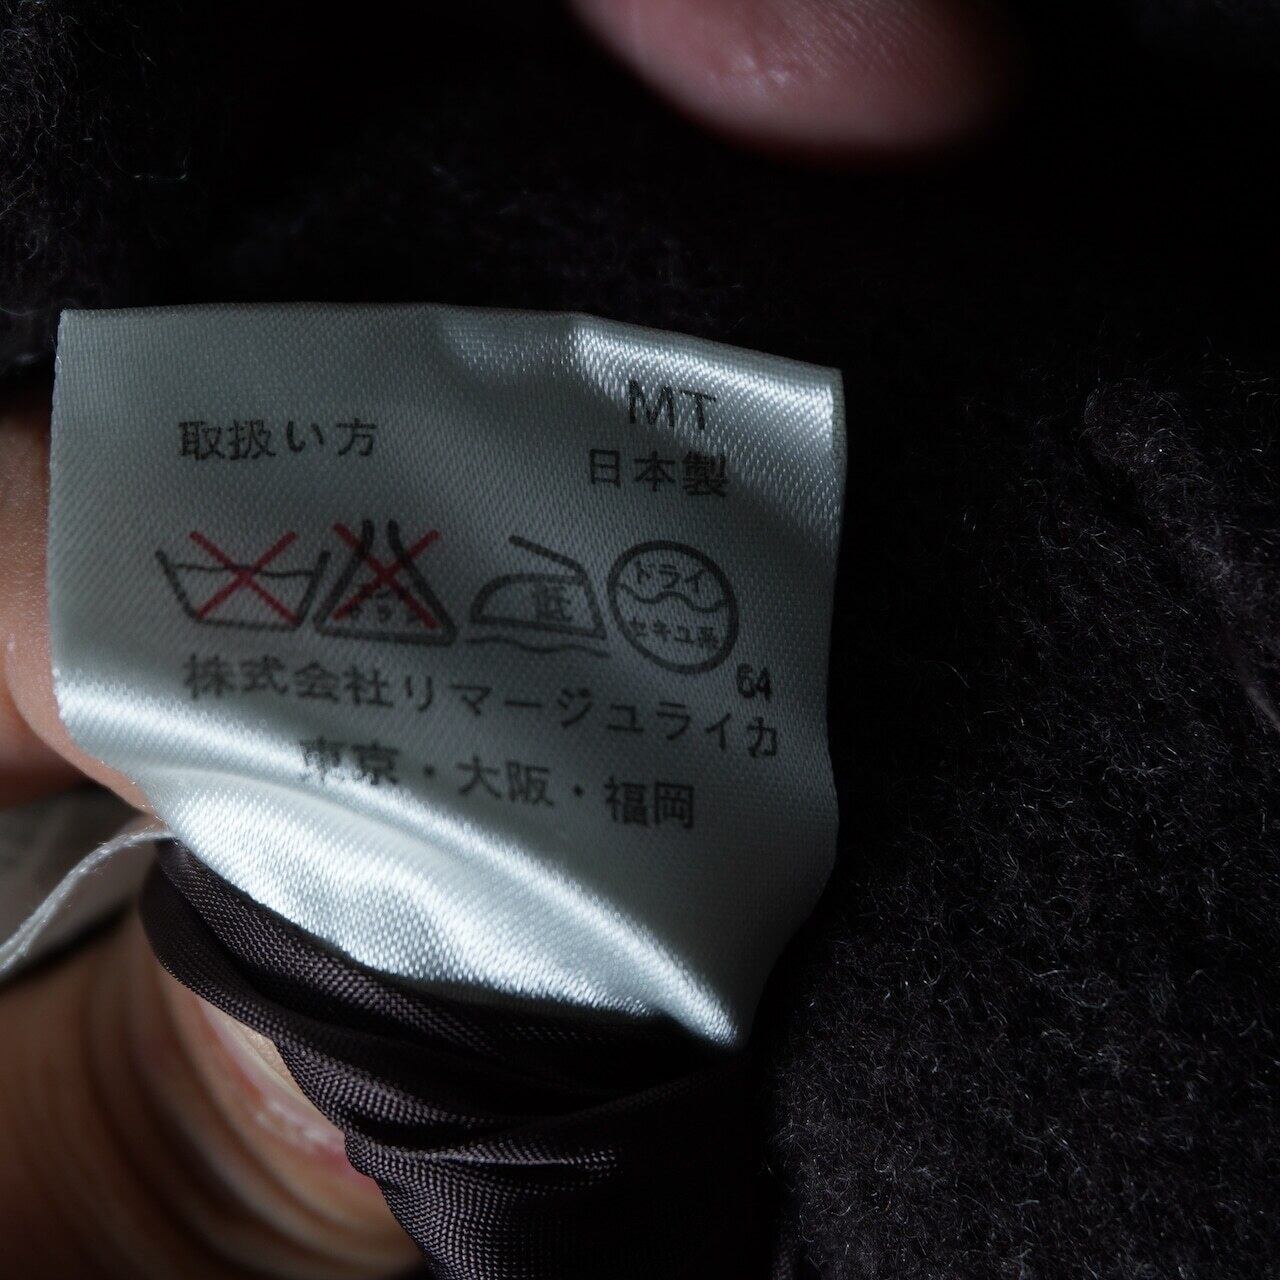 MT
取扱い方
日本製
中
ドライ
セキユ系
64
株式会社リマージュライカ
東京・大阪・福岡